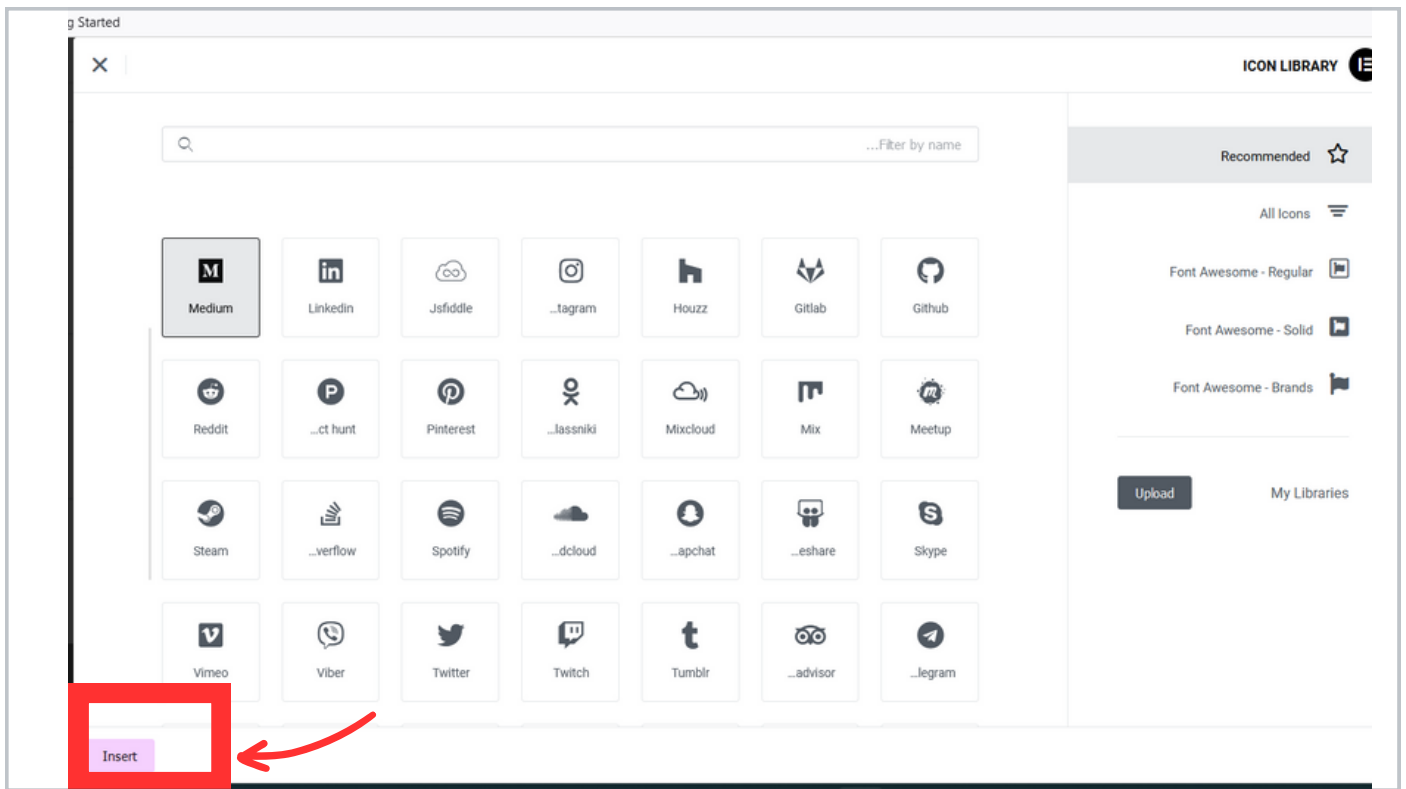 g Started
ICON LIBRARY
...Filter by name
Recommended
All Icons
Font Awesome - Regular
Font Awesome - Solid
Font Awesome - Brands
Upload My Libraries
Medium Linkedin Jsfiddle ...tagram Houzz Gitlab Github
Reddit ...ct hunt Pinterest ...lassniki Mixcloud Mix Meetup
Steam ...verflow Spotify ...dcloud ...apchat ...eshare Skype
Vimeo Viber Twitter Twitch Tumblr ...advisor ...legram
Insert